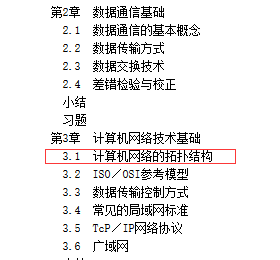 第2章 数据通信基础
2.1 数据通信的基本概念
2.2 数据传输方式
2.3 数据交换技术
2.4 差错检验与校正
小结
习题
第3章 计算机网络技术基础
3.1 计算机网络的拓扑结构
3.2 ISO／OSI参考模型
3.3 数据传输控制方式
3.4 常见的局域网标准
3.5 TcP／IP网络协议
3.6 广域网